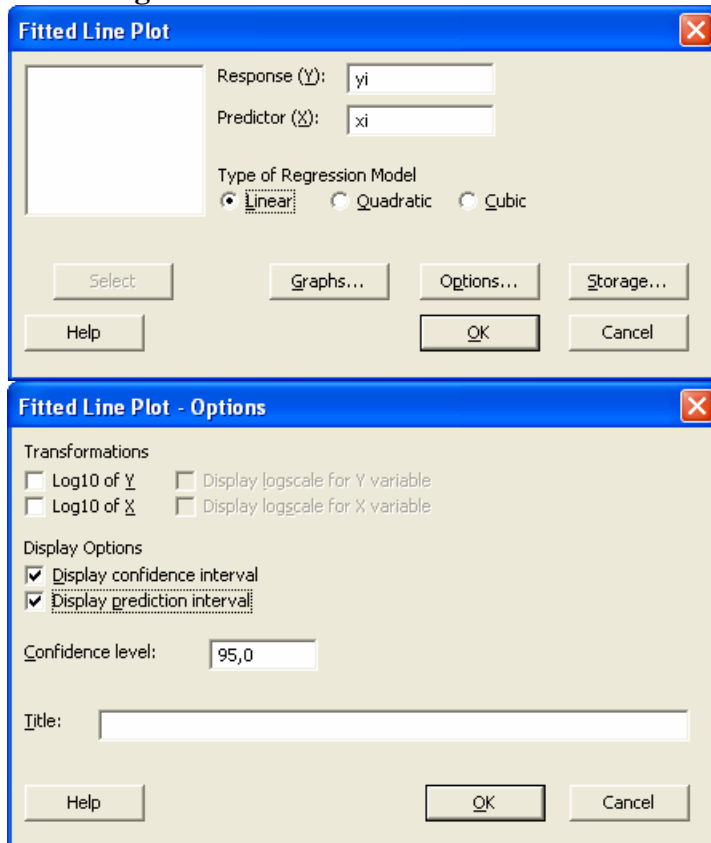 Fitted Line Plot
Response (Y): yi
Predictor (X): xi
Type of Regression Model
Linear Quadratic Cubic
Select Graphs... Options... Storage...
Help OK Cancel
Fitted Line Plot - Options
Transformations
Log10 of Y Display logscale for Y variable
Log10 of X Display logscale for X variable
Display Options
Display confidence interval
Display prediction interval
Confidence level: 95,0
Title:
Help OK Cancel